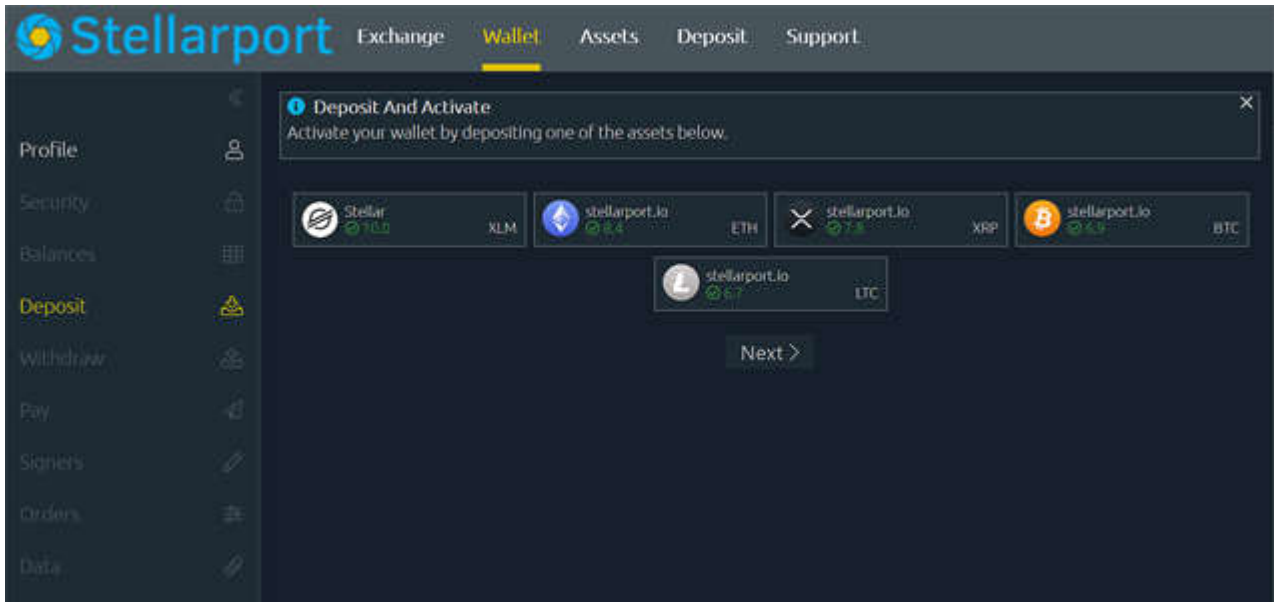 Stellarport Exchange Wallet Assets Deposit Support
Deposit And Activate
Activate your wallet by depositing one of the assets below.
Profile
Security
Balances
Deposit
Withdraw
Pay
Signers
Orders
Data
Stellar
10.0
XLM
stellarport.io
8.4
ETH
stellarport.io
7.8
XRP
stellarport.io
6.9
BTC
stellarport.io
6.7
LTC
Next >